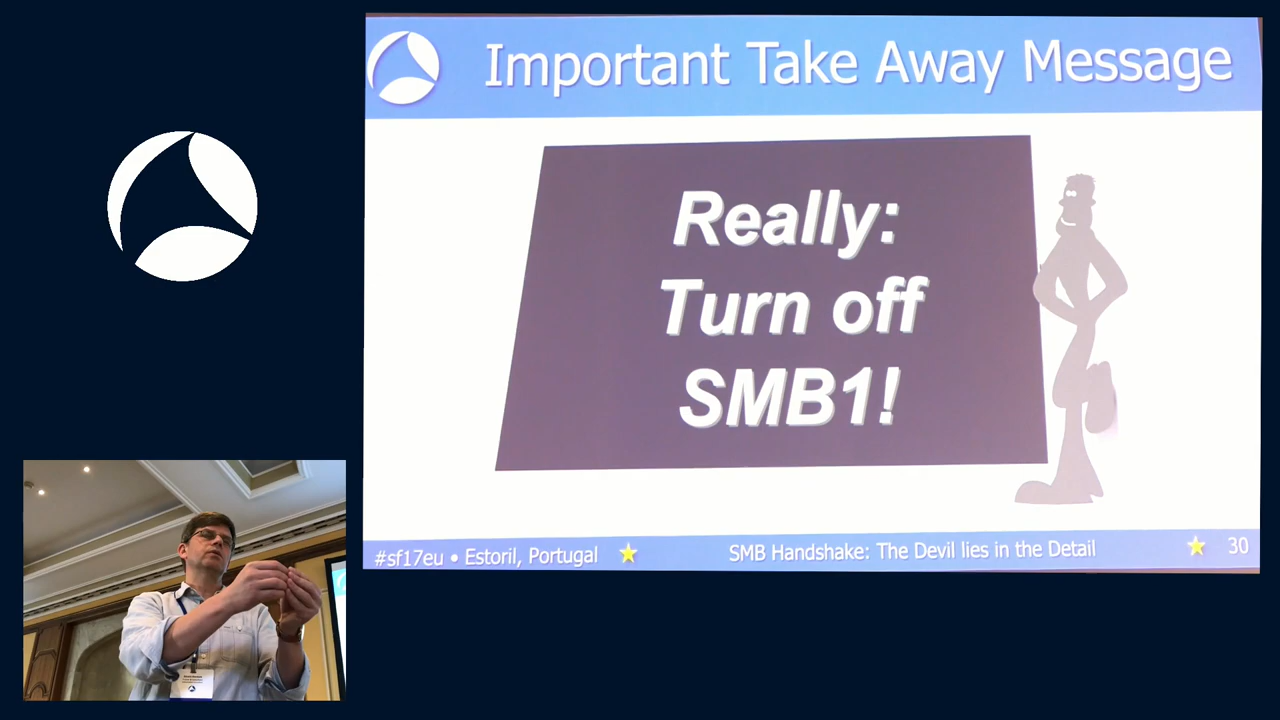 Important Take Away Message
Really:
Turn off
SMB1!
#sf17eu • Estoril, Portugal
SMB Handshake: The Devil lies in the Detail
30